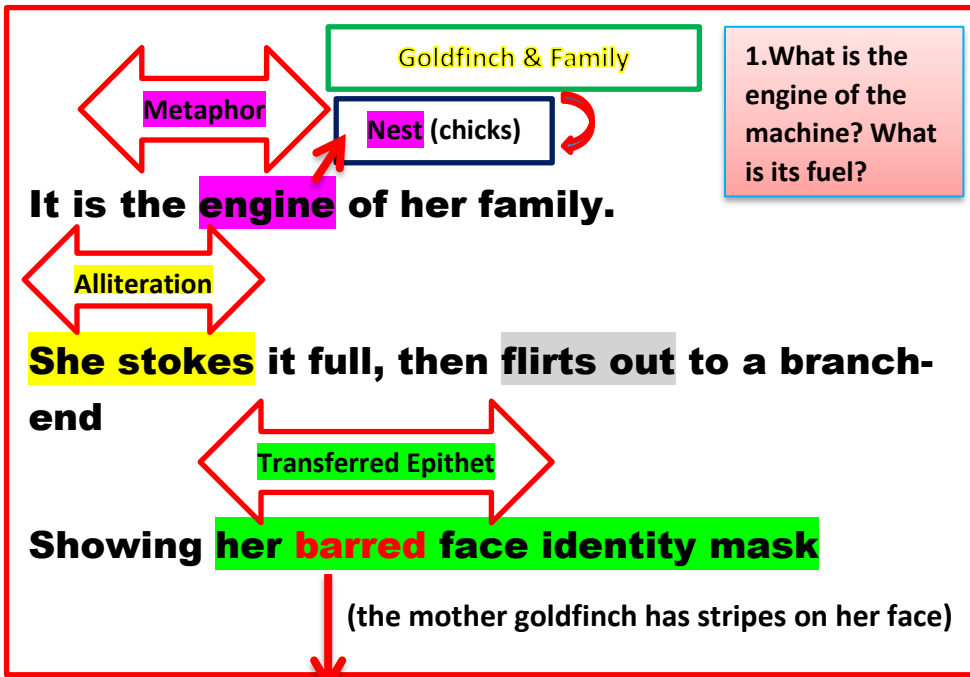 Goldfinch & Family
1.What is the
engine of the
machine? What
is its fuel?
Metaphor
Nest (chicks)
It is the engine of her family.
Alliteration
She stokes it full, then flirts out to a branch-
end
Transferred Epithet
Showing her barred face identity mask
(the mother goldfinch has stripes on her face)